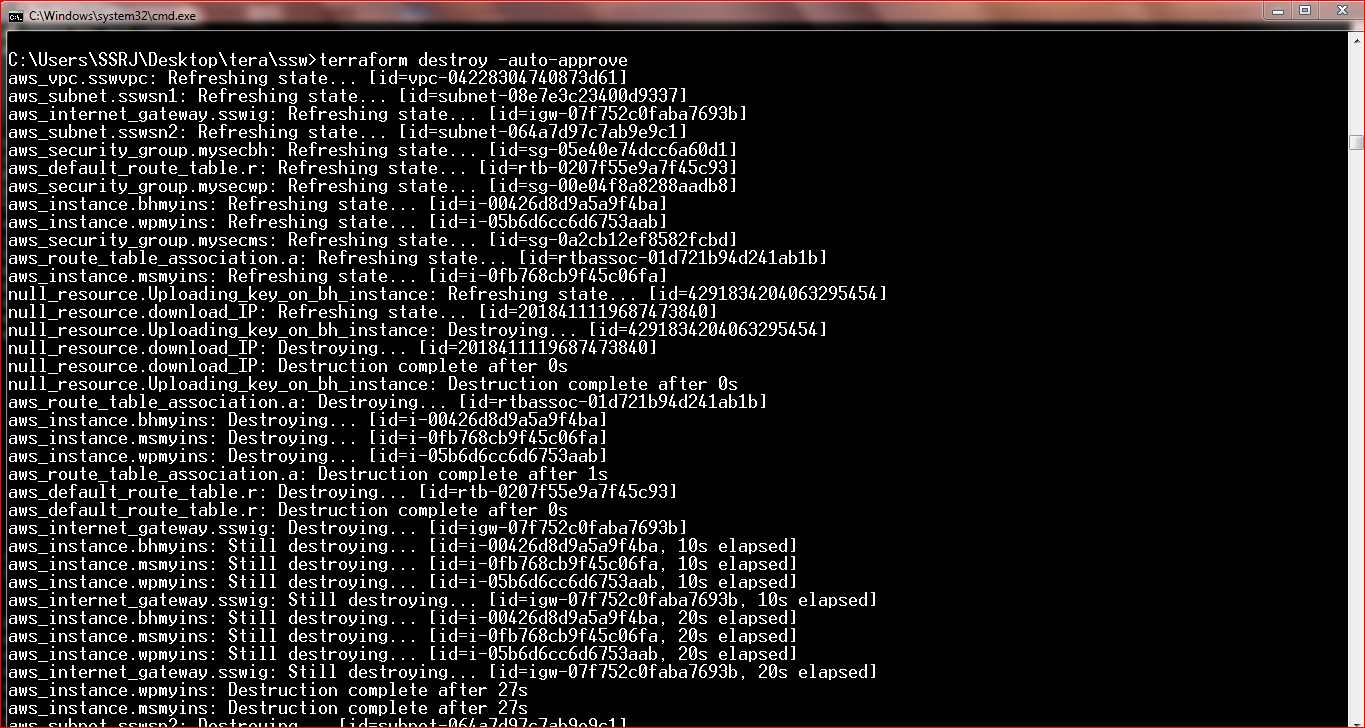 C:\Windows\system32\cmd.exe
C:\Users\SSRJ\Desktop\tera\ssw>terraform destroy -auto-approve
aws_vpc.sswvpc: Refreshing state... [id=vpc-04228304740873d61]
aws_subnet.sswsn1: Refreshing state... [id=subnet-08e7e3c23400d9337]
aws_internet_gateway.sswig: Refreshing state... [id=igw-07f752c0faba7693b]
aws_subnet.sswsn2: Refreshing state... [id=subnet-064a7d97c7ab9e9c1]
aws_security_group.mysecbh: Refreshing state... [id=sg-05e40e74dcc6a60d1]
aws_default_route_table.r: Refreshing state... [id=rtb-0207f55e9a7f45c93]
aws_security_group.mysecwp: Refreshing state... [id=sg-00e04f8a8288aadb8]
aws_instance.bhmyins: Refreshing state... [id=i-00426d8d9a5a9f4ba]
aws_instance.wpmyins: Refreshing state... [id=i-05b6d6cc6d6753aab]
aws_security_group.mysecms: Refreshing state... [id=sg-0a2cb12ef8582fcbd]
aws_route_table_association.a: Refreshing state... [id=rtbassoc-01d721b94d241ab1b]
aws_instance.msmyins: Refreshing state... [id=i-0fb768cb9f45c06fa]
null_resource.Uploading_key_on_bh_instance: Refreshing state... [id=4291834204063295454]
null_resource.download_IP: Refreshing state... [id=2018411119687473840]
null_resource.Uploading_key_on_bh_instance: Destroying... [id=4291834204063295454]
null_resource.download_IP: Destroying... [id=2018411119687473840]
null_resource.download_IP: Destruction complete after 0s
null_resource.Uploading_key_on_bh_instance: Destruction complete after 0s
aws_route_table_association.a: Destroying... [id=rtbassoc-01d721b94d241ab1b]
aws_instance.bhmyins: Destroying... [id=i-00426d8d9a5a9f4ba]
aws_instance.msmyins: Destroying... [id=i-0fb768cb9f45c06fa]
aws_instance.wpmyins: Destroying... [id=i-05b6d6cc6d6753aab]
aws_route_table_association.a: Destruction complete after 1s
aws_default_route_table.r: Destroying... [id=rtb-0207f55e9a7f45c93]
aws_default_route_table.r: Destruction complete after 0s
aws_internet_gateway.sswig: Destroying... [id=igw-07f752c0faba7693b]
aws_instance.bhmyins: Still destroying... [id=i-00426d8d9a5a9f4ba, 10s elapsed]
aws_instance.msmyins: Still destroying... [id=i-0fb768cb9f45c06fa, 10s elapsed]
aws_instance.wpmyins: Still destroying... [id=i-05b6d6cc6d6753aab, 10s elapsed]
aws_internet_gateway.sswig: Still destroying... [id=igw-07f752c0faba7693b, 10s elapsed]
aws_instance.bhmyins: Still destroying... [id=i-00426d8d9a5a9f4ba, 20s elapsed]
aws_instance.msmyins: Still destroying... [id=i-0fb768cb9f45c06fa, 20s elapsed]
aws_instance.wpmyins: Still destroying... [id=i-05b6d6cc6d6753aab, 20s elapsed]
aws_internet_gateway.sswig: Still destroying... [id=igw-07f752c0faba7693b, 20s elapsed]
aws_instance.wpmyins: Destruction complete after 27s
aws_instance.msmyins: Destruction complete after 27s
aws_subnet.sswsn2: Destroying... [id=subnet-064a7d97c7ab9e9c1]